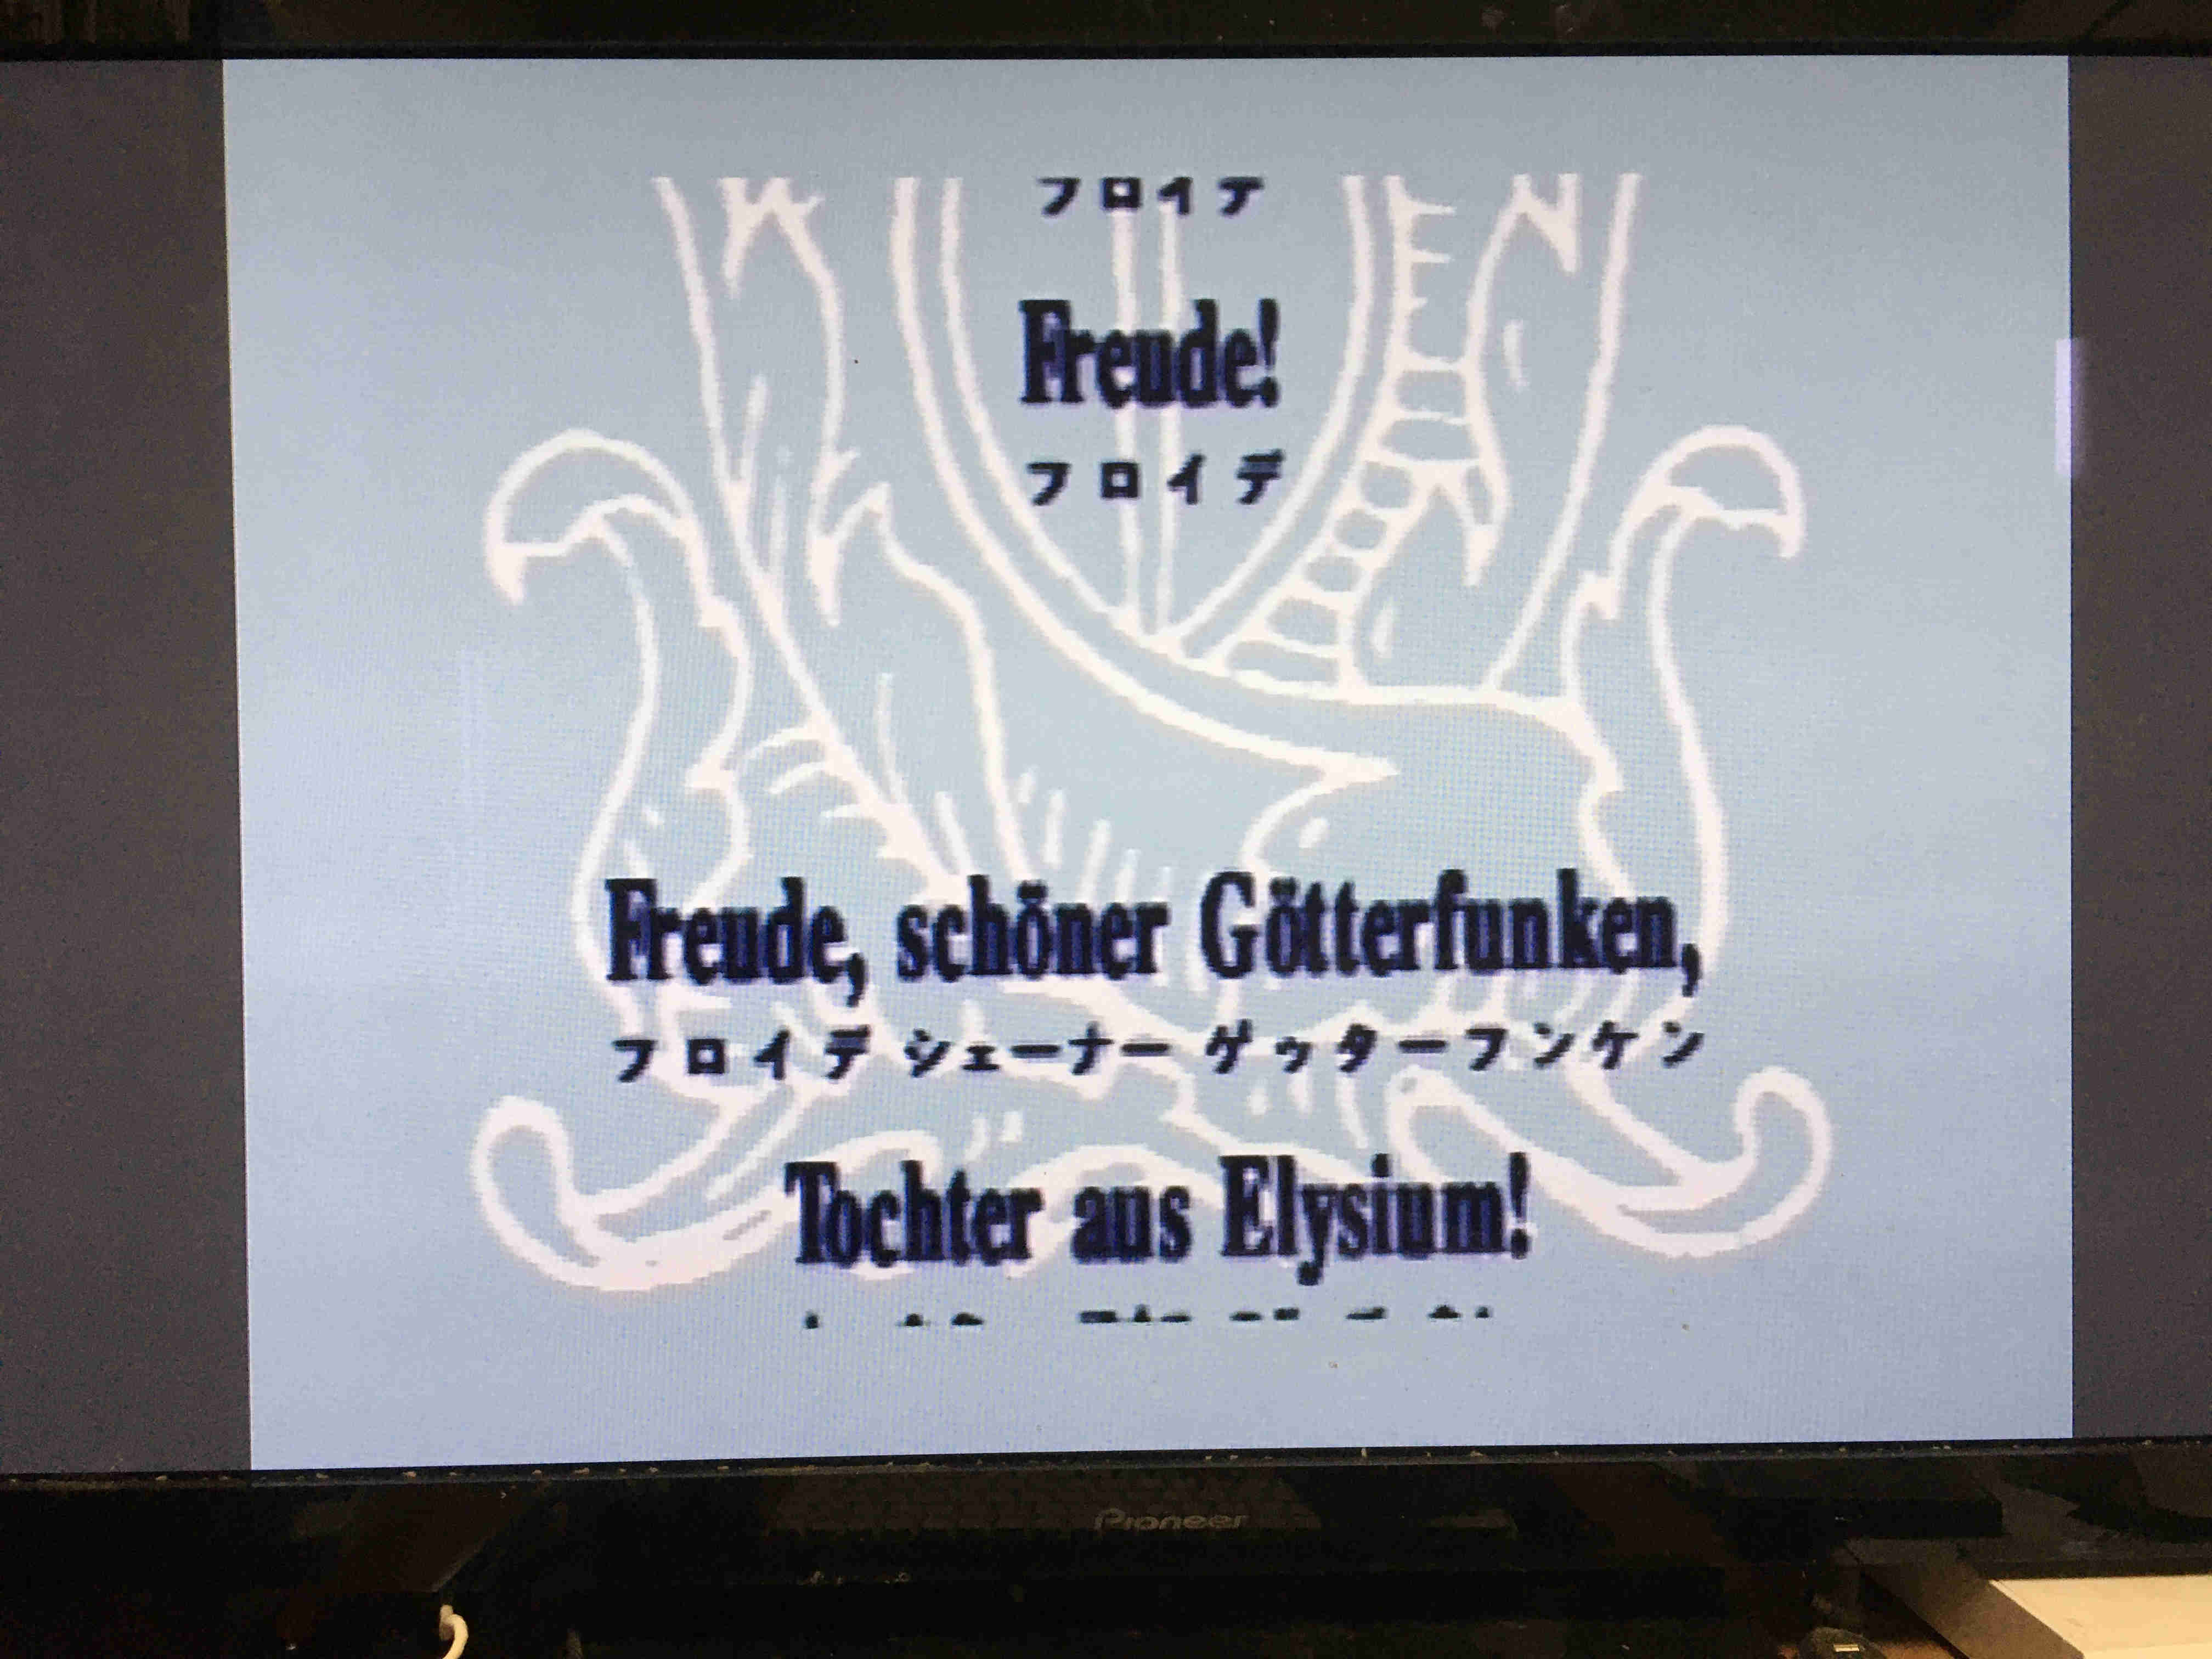 フロイデ
Freude!
フロイデ
Freude, schöner Götterfunken,
フロイデ シェーナー ゲッターフンケン
Tochter aus Elysium!
Pioneer